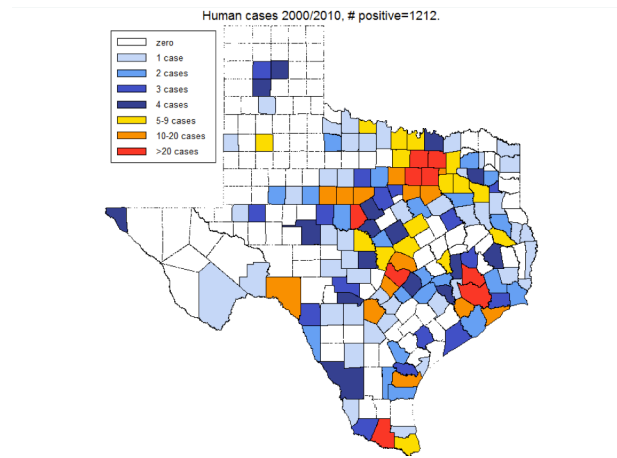 Human cases 2000/2010, # positive=1212.
zero
1 case
2 cases
3 cases
4 cases
5-9 cases
10-20 cases
>20 cases